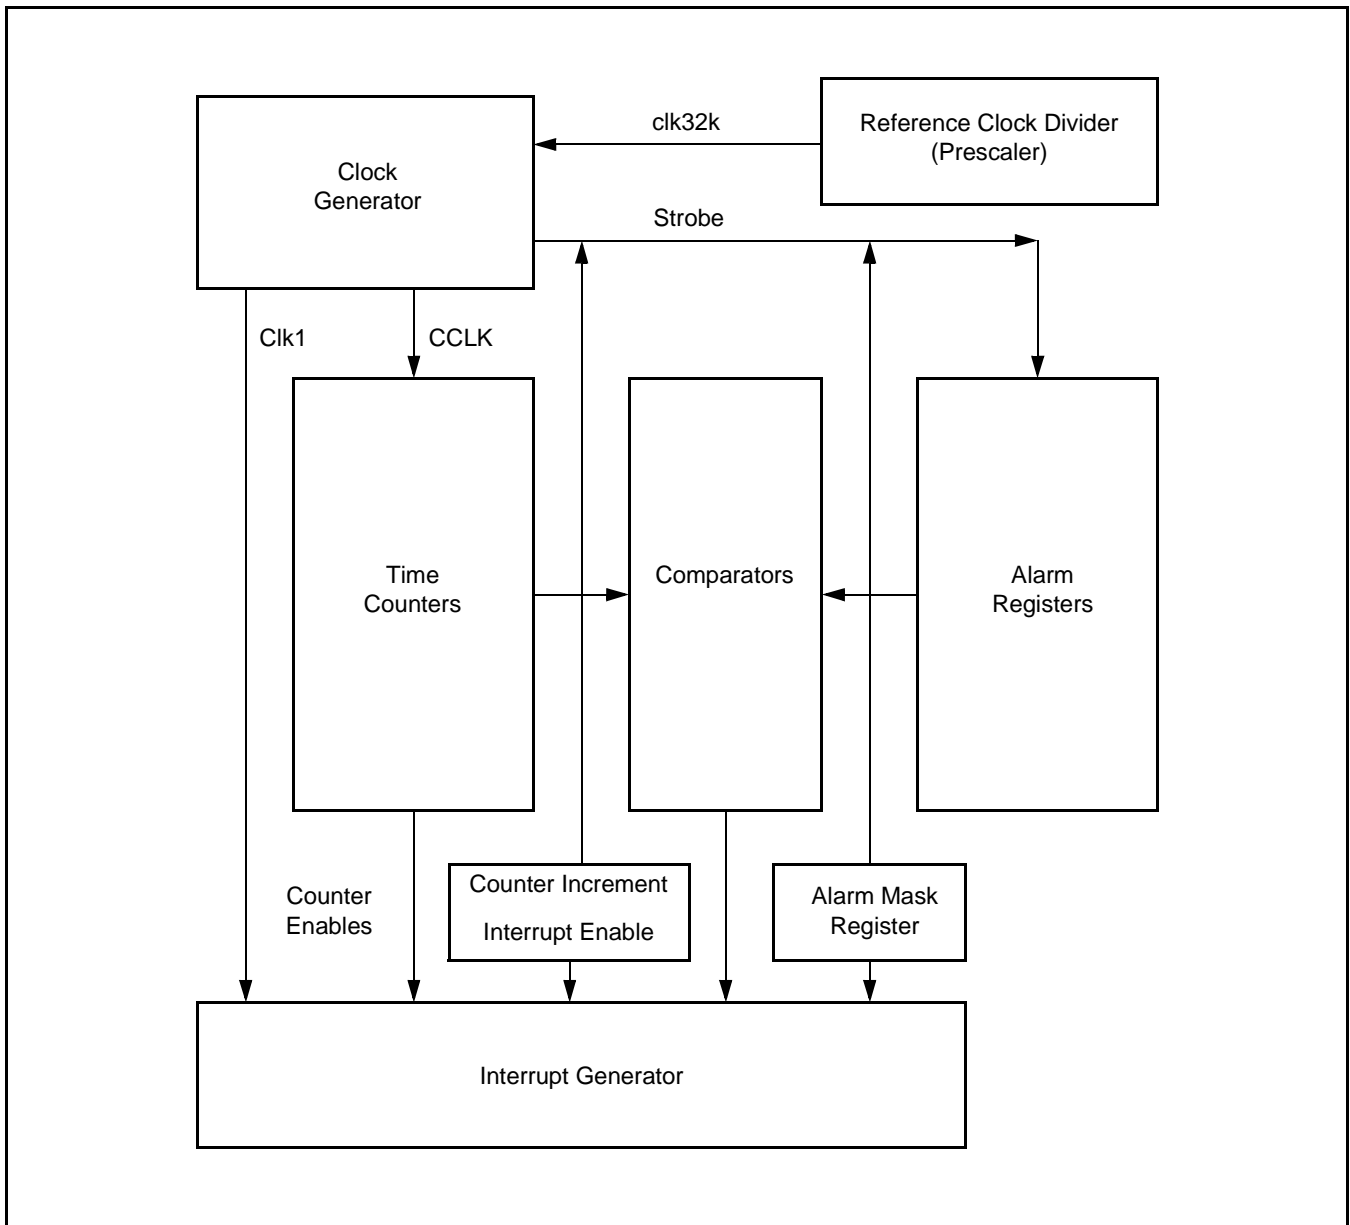 clk32k
Reference Clock Divider
(Prescaler)
Clock
Generator
Strobe
Clk1
CCLK
Time
Counters
Comparators
Alarm
Registers
Counter
Enables
Counter Increment
Interrupt Enable
Alarm Mask
Register
Interrupt Generator